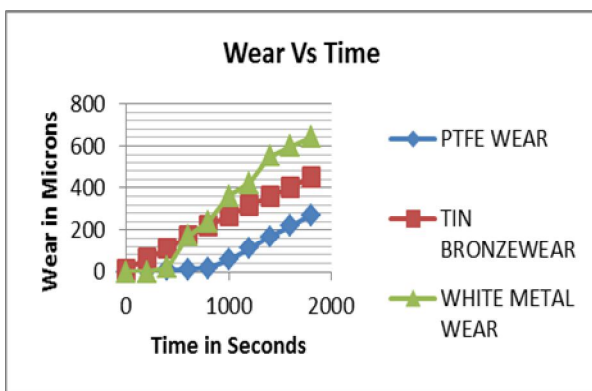 Wear Vs Time
Wear in Microns
800
600
400
200
0
0
1000
2000
Time in Seconds
PTFE WEAR
TIN
BRONZEWEAR
WHITE METAL
WEAR